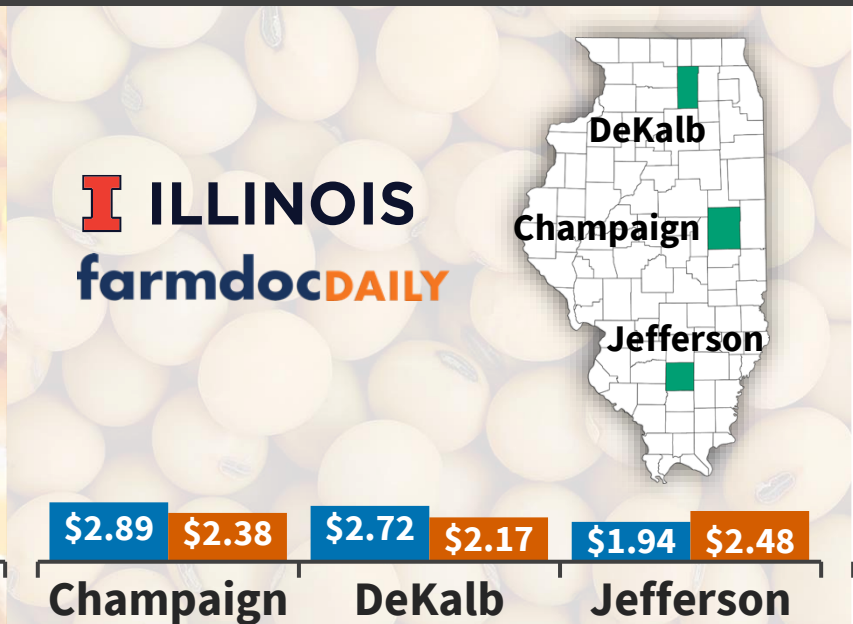 DeKalb
I ILLINOIS
Champaign
farmdocDAILY
Jefferson
$2.89 $2.38 $2.72 $2.17 $1.94 $2.48
Champaign DeKalb Jefferson